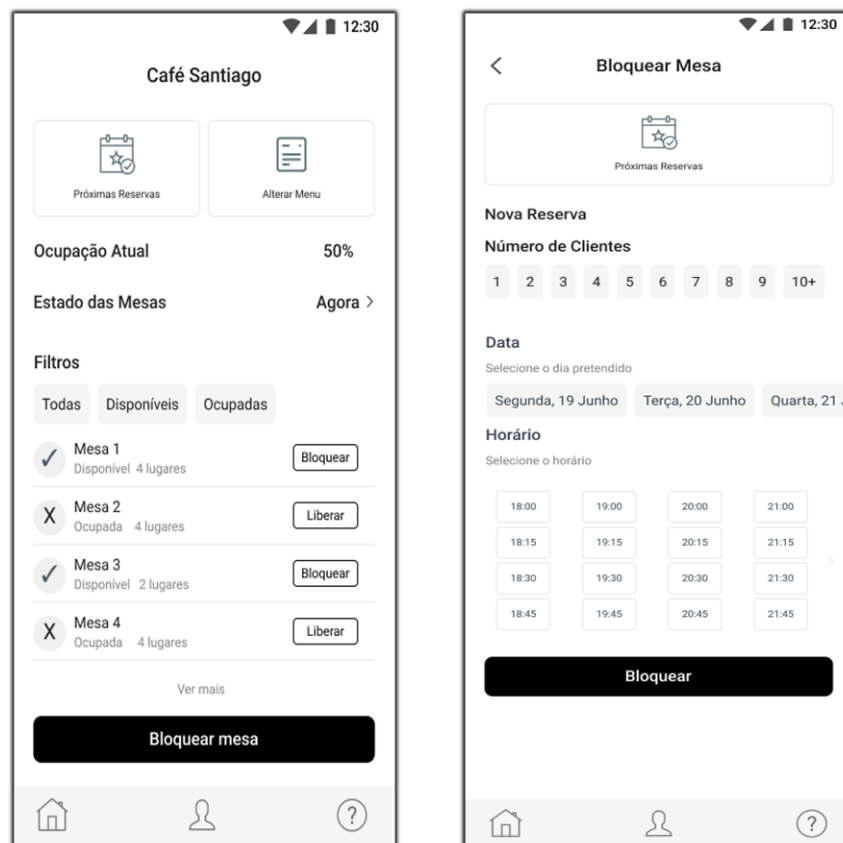 12:30
Café Santiago
Próximas Reservas
Alterar Menu
Ocupação Atual 50%
Estado das Mesas Agora >
Filtros
Todas Disponíveis Ocupadas
✓ Mesa 1
Disponível 4 lugares
Bloquear
X Mesa 2
Ocupada 4 lugares
Liberar
✓ Mesa 3
Disponível 2 lugares
Bloquear
X Mesa 4
Ocupada 4 lugares
Liberar
Ver mais
Bloquear mesa
?
12:30
< Bloquear Mesa
Próximas Reservas
Nova Reserva
Número de Clientes
1 2 3 4 5 6 7 8 9 10+
Data
Selecione o dia pretendido
Segunda, 19 Junho Terça, 20 Junho Quarta, 21 J
Horário
Selecione o horário
18:00 19:00 20:00 21:00
18:15 19:15 20:15 21:15
18:30 19:30 20:30 21:30
18:45 19:45 20:45 21:45
Bloquear
?